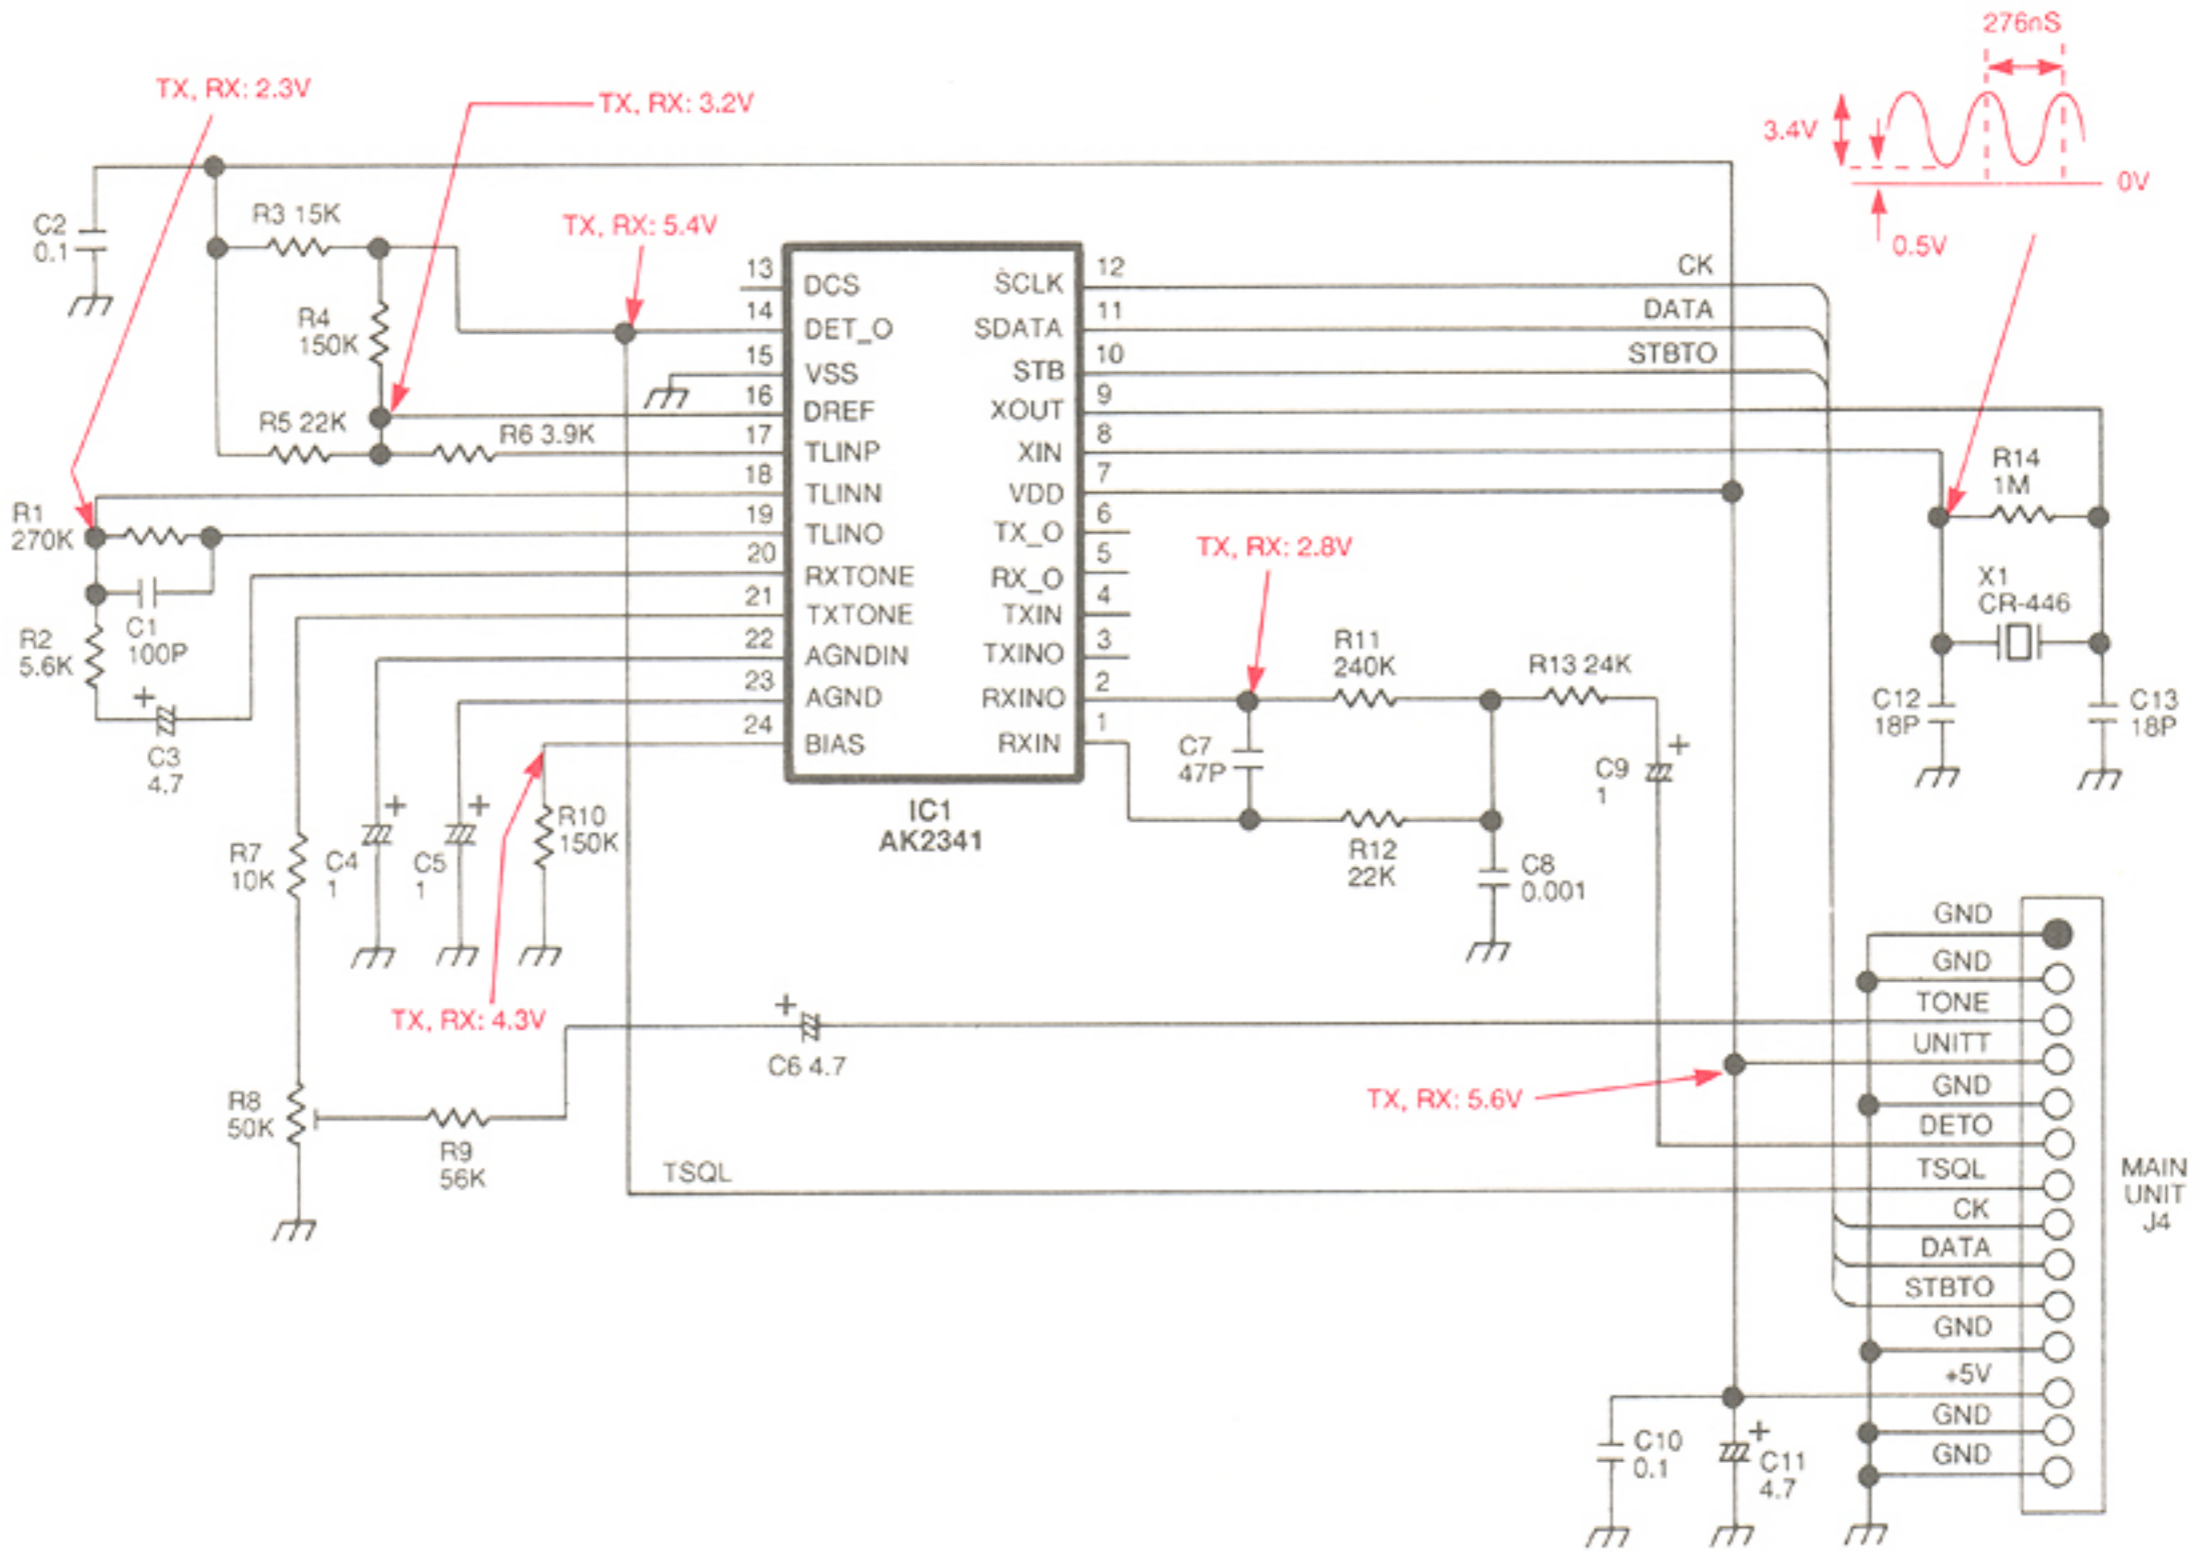 276nS
TX, RX: 2.3V
TX, RX: 3.2V
3.4V
0V
0.5V
C2
0.1
R3 15K
TX, RX: 5.4V
R4
150K
R5 22K
R6 3.9K
R1
270K
C1
100P
R2
5.6K
C3
4.7
13
14
15
16
17
18
19
20
21
22
23
24
DCS
DET_O
VSS
DREF
TLINP
TLINN
TLINO
RXTONE
TXTONE
AGNDIN
AGND
BIAS
SCLK
SDATA
STB
XOUT
XIN
VDD
TX_O
RX_O
TXIN
TXINO
RXINO
RXIN
12
11
10
9
8
7
6
5
4
3
2
1
IC1
AK2341
CK
DATA
STBTO
R14
1M
X1
CR-446
C12
18P
C13
18P
TX, RX: 2.8V
R11
240K
R13 24K
C7
47P
R12
22K
C8
0.001
+
C9
1
+
R7
10K
+
C4
1
+
C5
1
R10
150K
TX, RX: 4.3V
+
C6 4.7
R8
50K
R9
56K
TSQL
TX, RX: 5.6V
GND
GND
TONE
UNITT
GND
DETO
TSQL
CK
DATA
STBTO
GND
+5V
GND
GND
MAIN
UNIT
J4
C10
0.1
+
C11
4.7